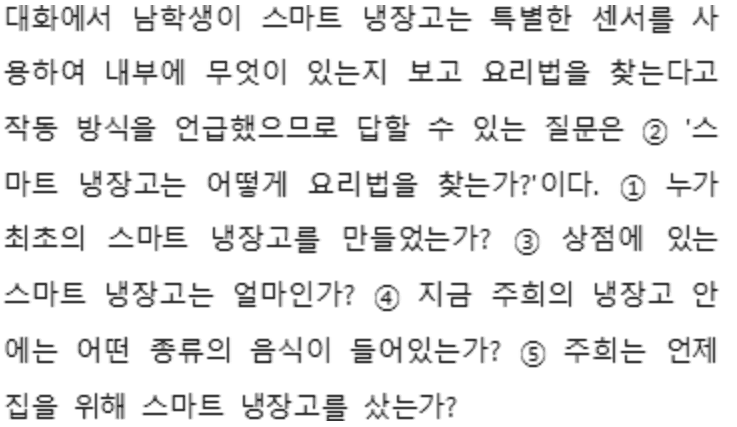 대화에서 남학생이 스마트 냉장고는 특별한 센서를 사
용하여 내부에 무엇이 있는지 보고 요리법을 찾는다고
작동 방식을 언급했으므로 답할 수 있는 질문은 ② '스
마트 냉장고는 어떻게 요리법을 찾는가?'이다. ① 누가
최초의 스마트 냉장고를 만들었는가? ③ 상점에 있는
스마트 냉장고는 얼마인가? ④ 지금 주희의 냉장고 안
에는 어떤 종류의 음식이 들어있는가? ⑤ 주희는 언제
집을 위해 스마트 냉장고를 샀는가?